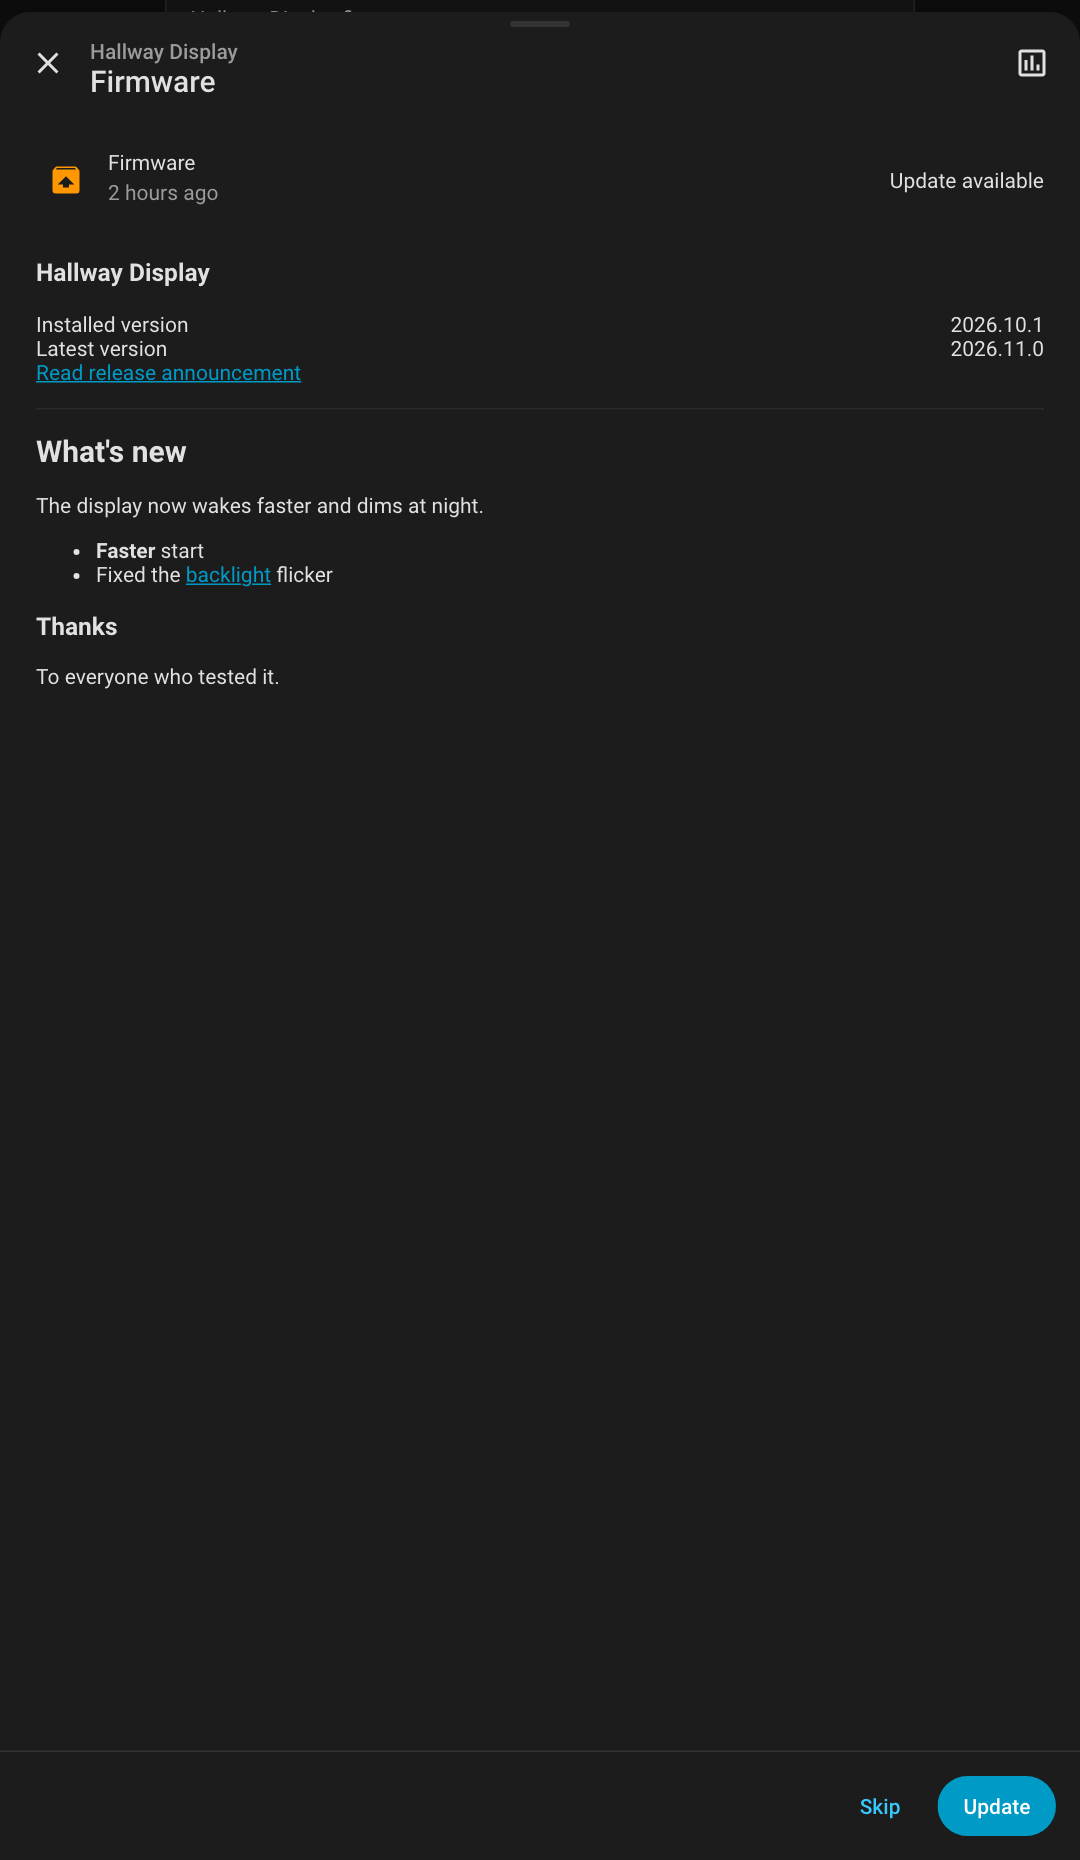 Hallway Display
Firmware
Firmware
2 hours ago
Update available
Hallway Display
Installed version 2026.10.1
Latest version 2026.11.0
Read release announcement
What's new
The display now wakes faster and dims at night.
• Faster start
• Fixed the backlight flicker
Thanks
To everyone who tested it.
Skip
Update